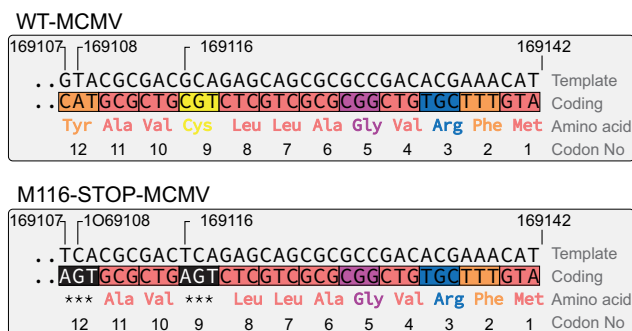 WT-MCMV
169107 169108 169116 169142
..GTACGCGACGCAGAGCAGCGCGCCGACACGAAACAT Template
..CATGCGCTGCGTCTCGTCGCGCGGCTGTGCTTTGTA Coding
Tyr Ala Val Cys Leu Leu Ala Gly Val Arg Phe Met Amino acid
12 11 10 9 8 7 6 5 4 3 2 1 Codon No
M116-STOP-MCMV
169107 1O69108 169116 169142
..TCACGCGACTCAGAGCAGCGCGCCGACACGAAACAT Template
..AGTGCGCTGAGTCTCGTCGCGCGGCTGTGCTTTGTA Coding
*** Ala Val *** Leu Leu Ala Gly Val Arg Phe Met Amino acid
12 11 10 9 8 7 6 5 4 3 2 1 Codon No